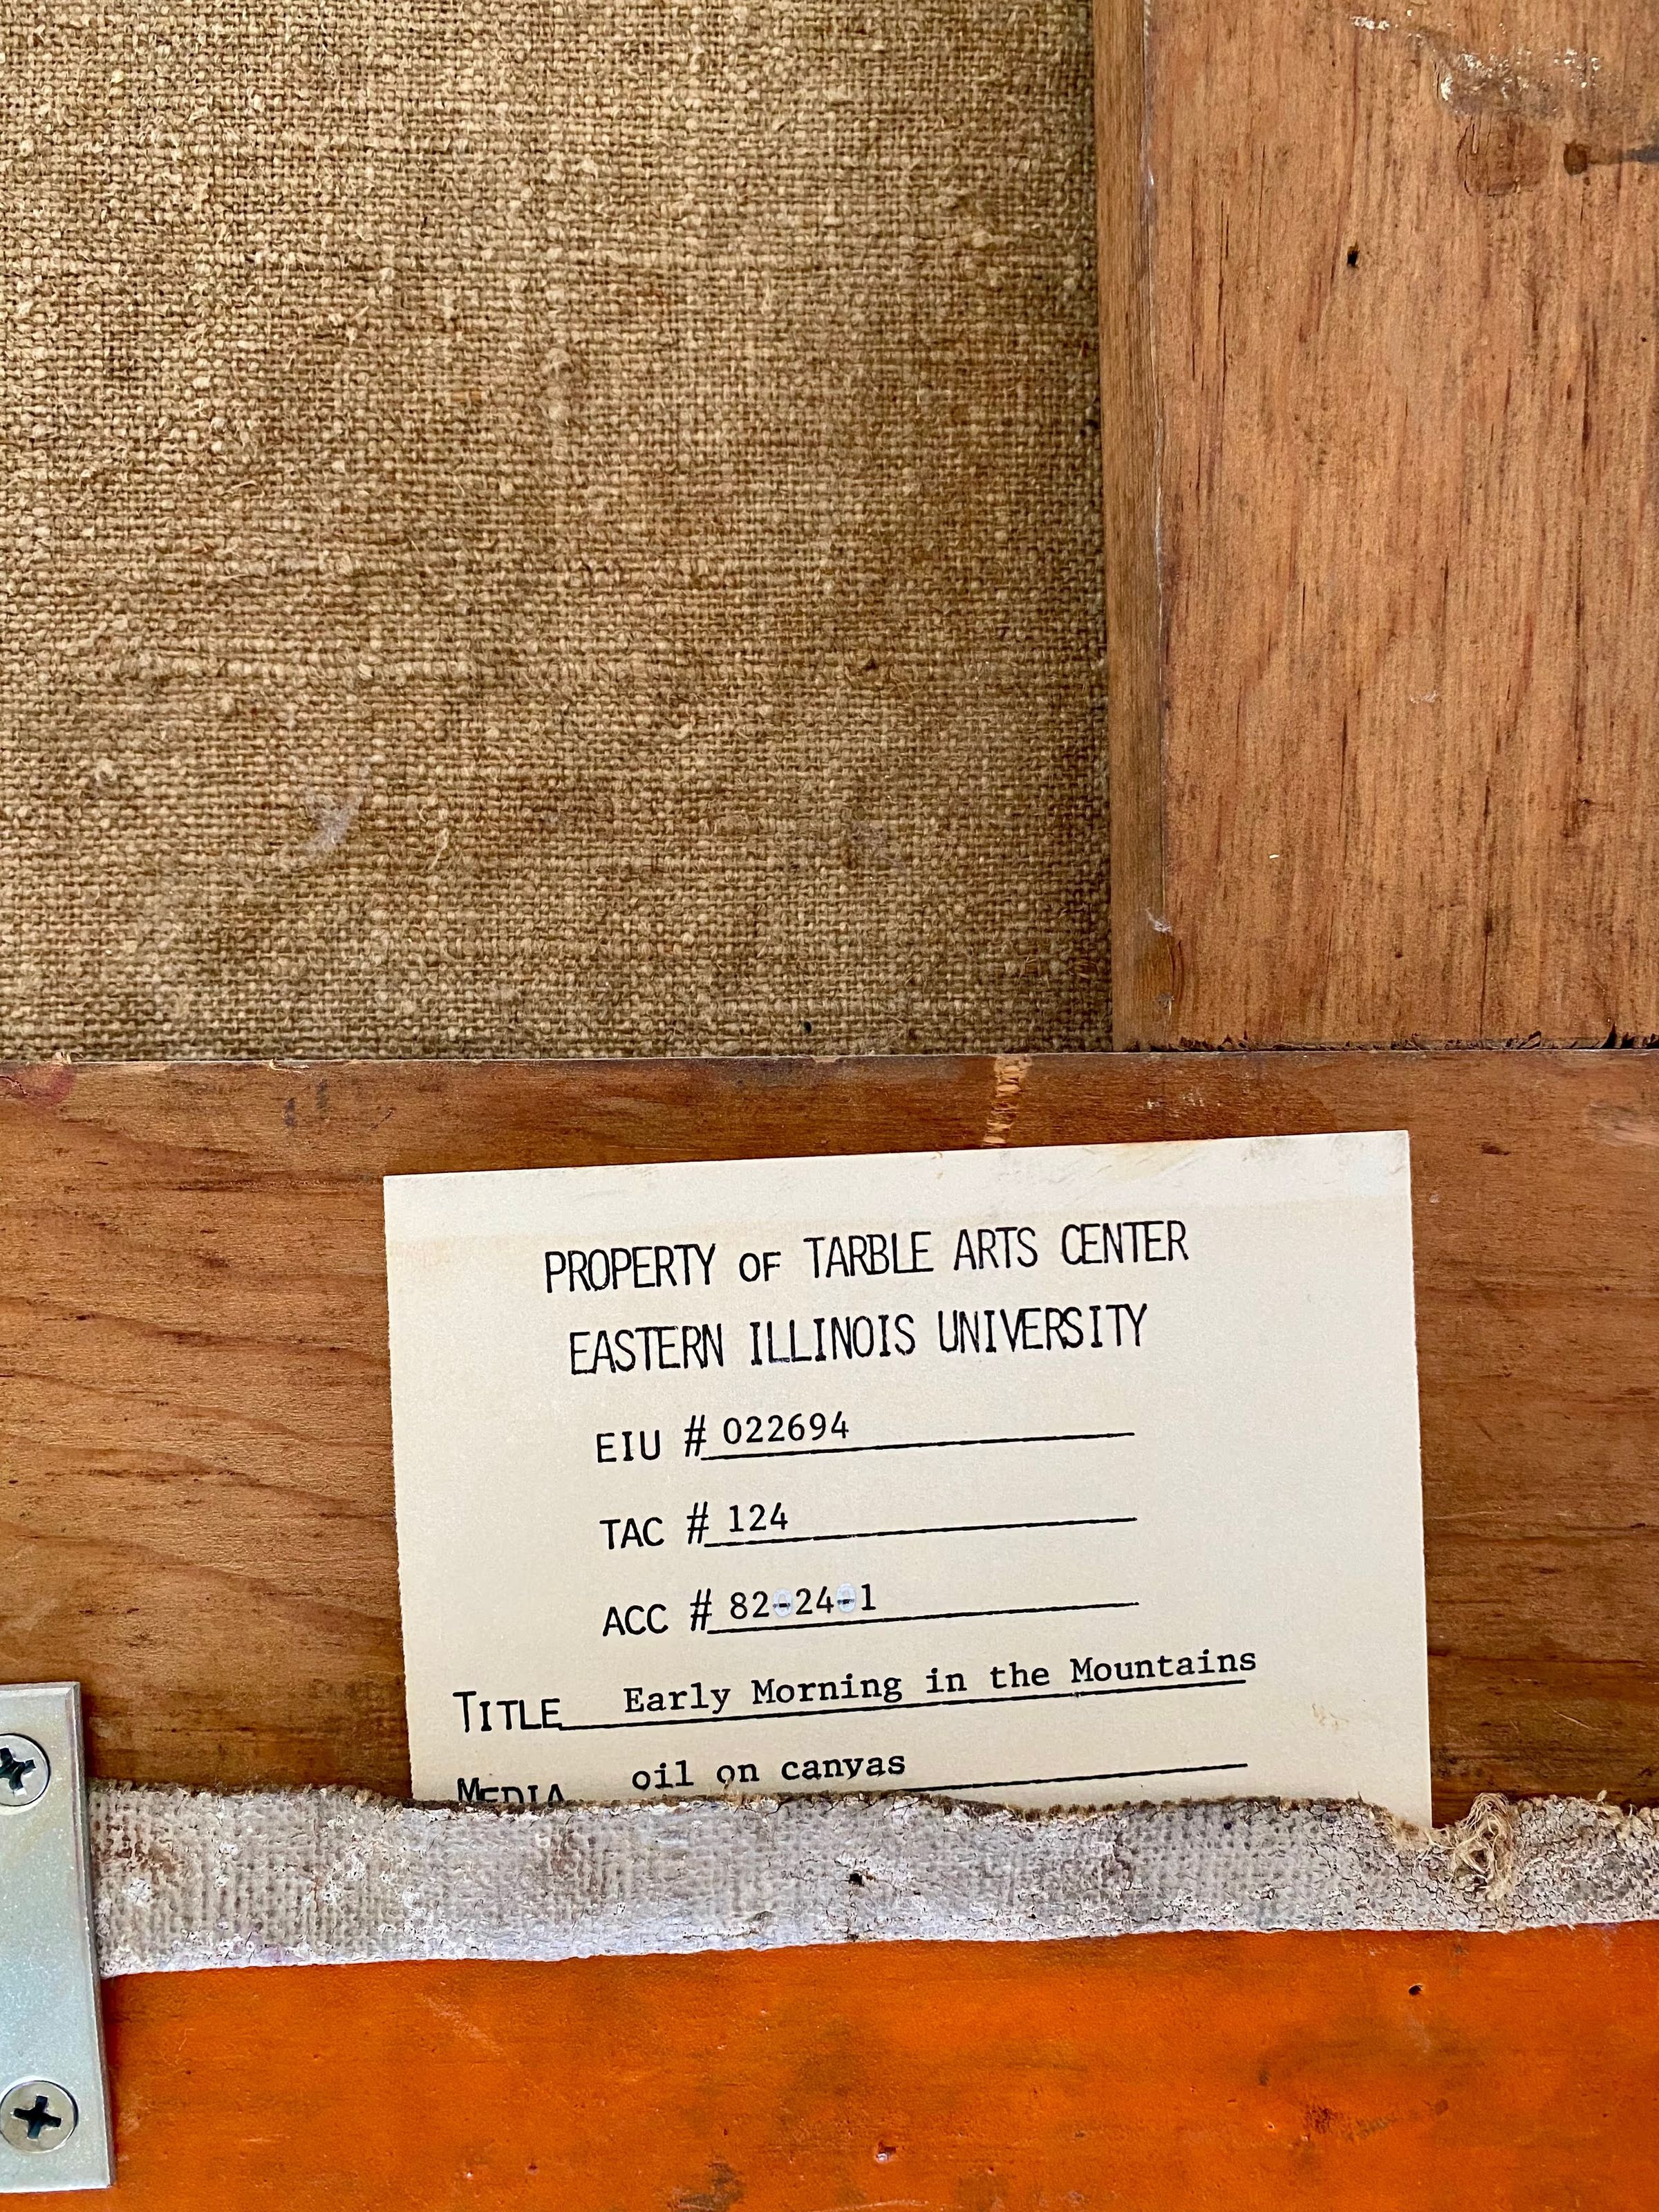 PROPERTY OF TARBLE ARTS CENTER
EASTERN ILLINOIS UNIVERSITY
EIU # 022694
TAC # 124
ACC # 82-24-1
TITLE Early Morning in the Mountains
MEDIA oil on canvas